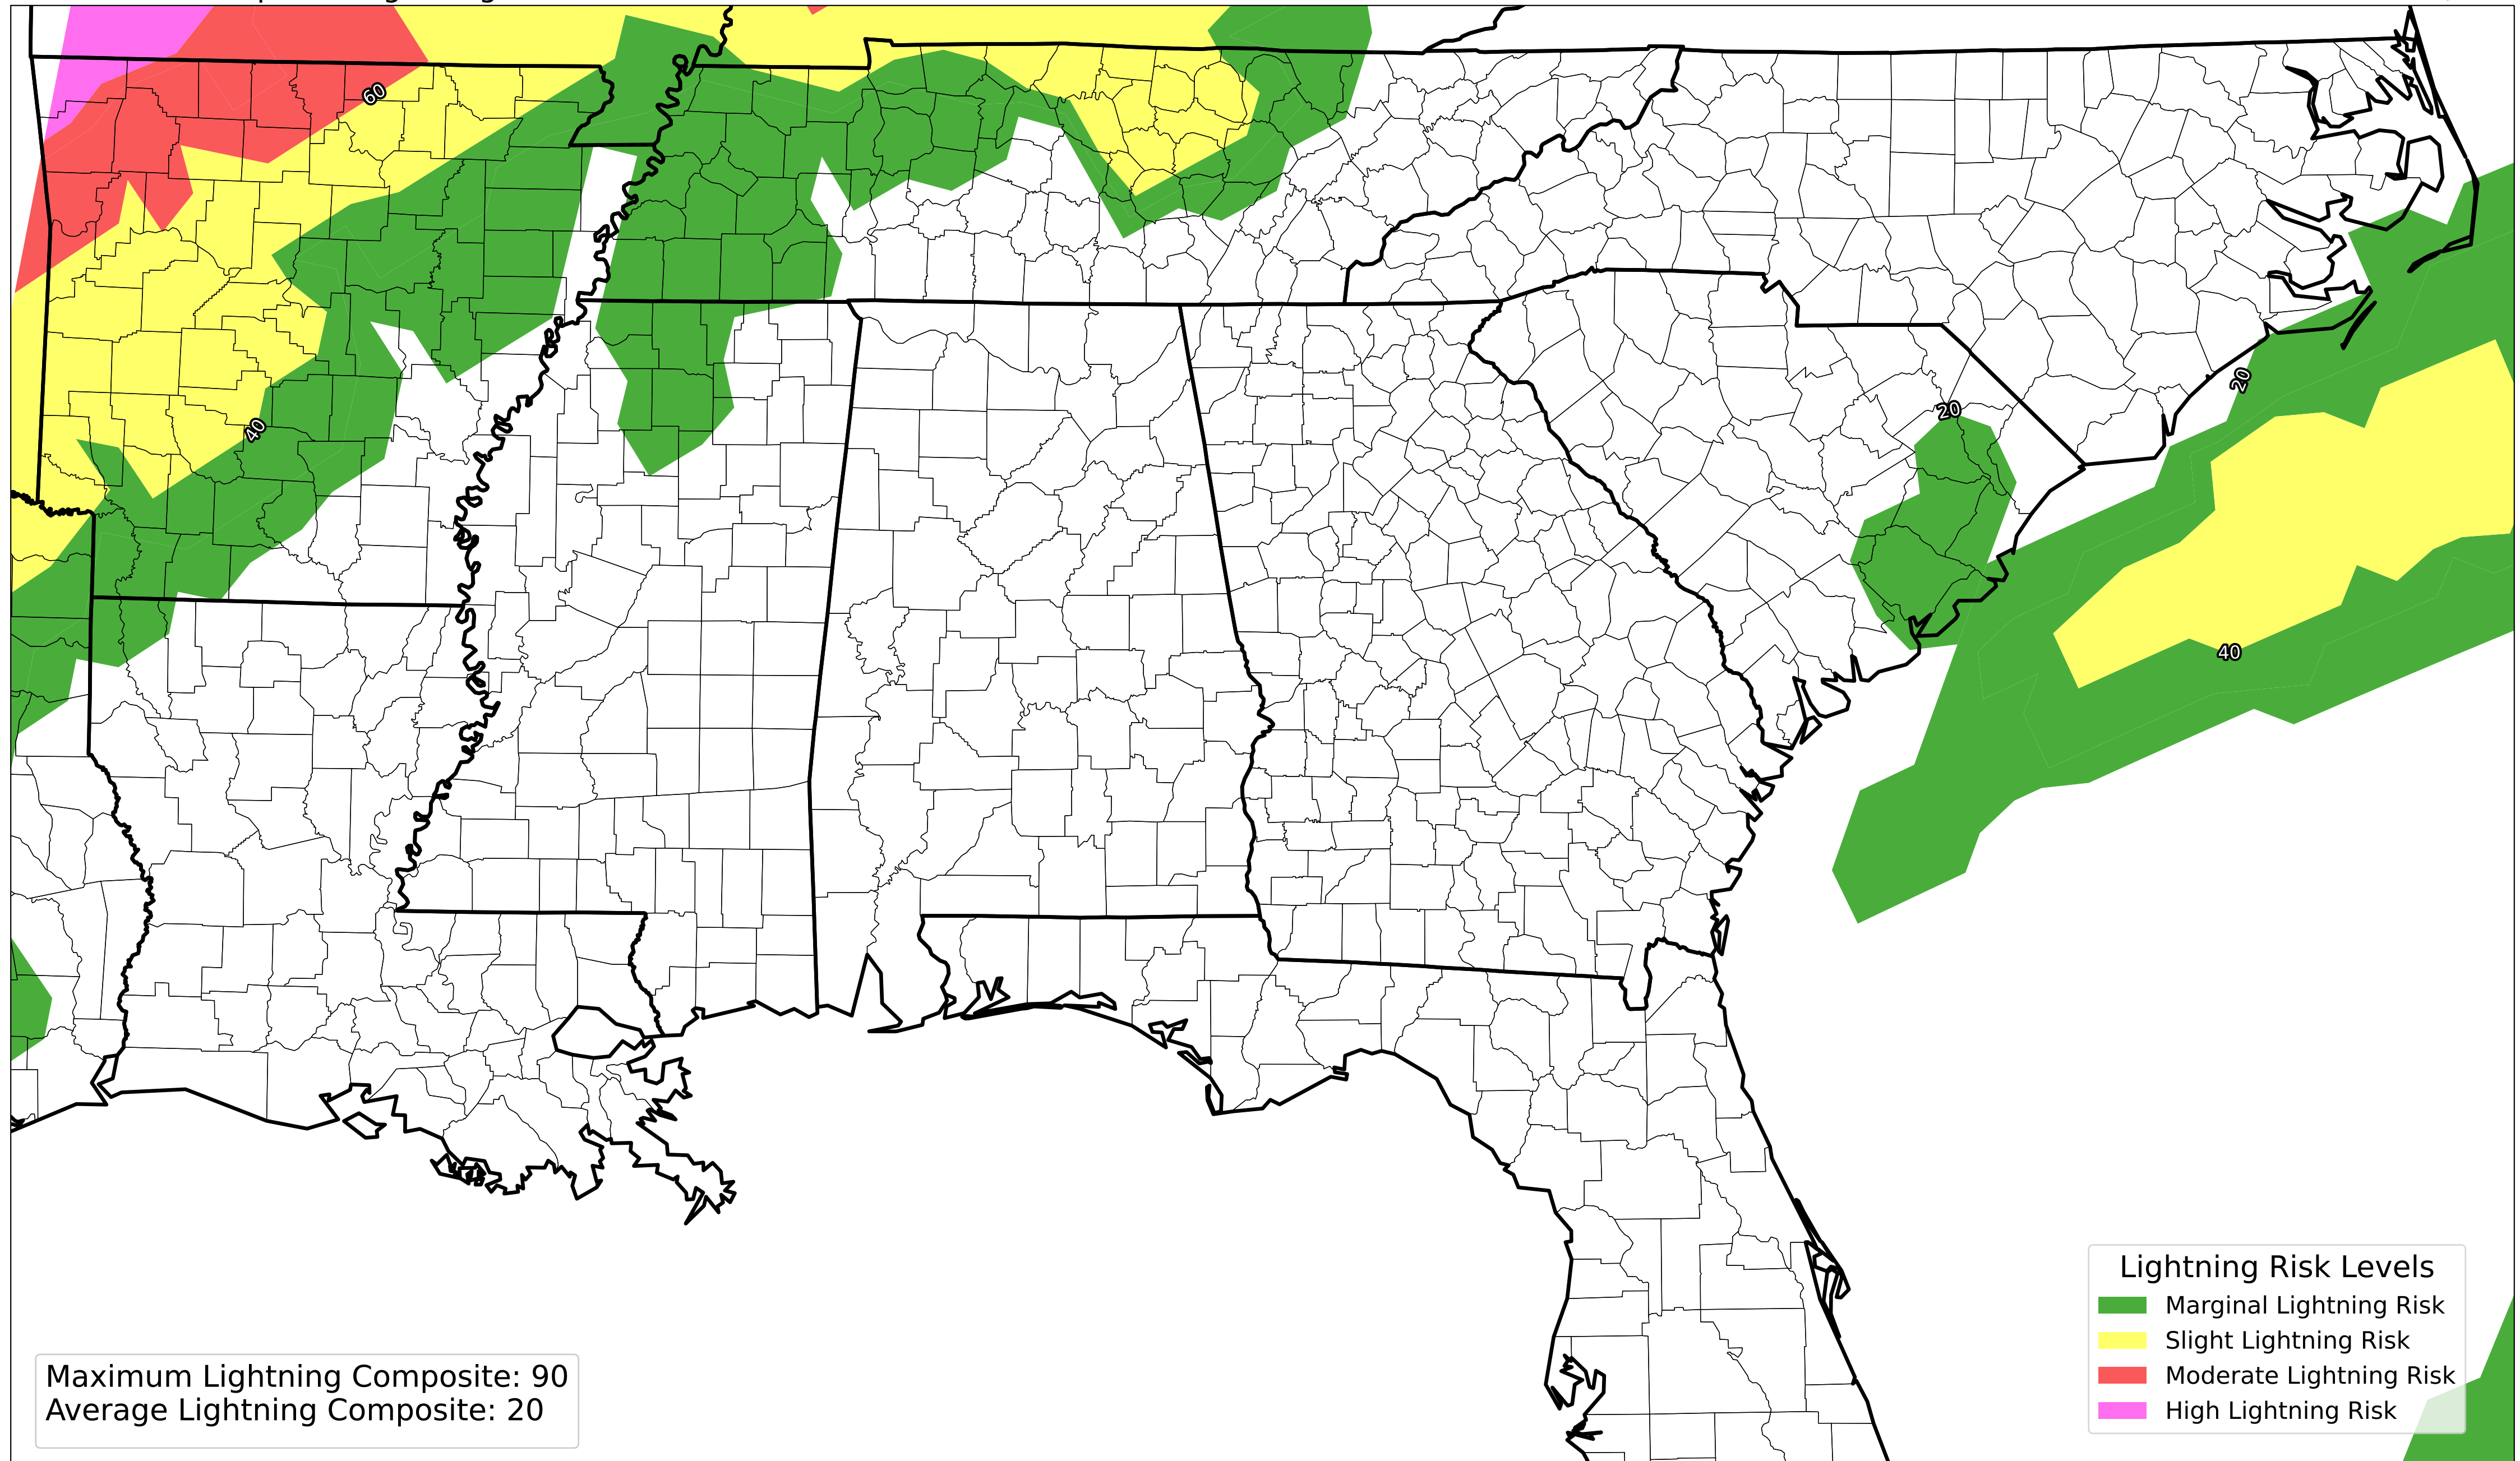 60
40
20
20
40
Lightning Risk Levels
Marginal Lightning Risk
Slight Lightning Risk
Moderate Lightning Risk
High Lightning Risk
Maximum Lightning Composite: 90
Average Lightning Composite: 20